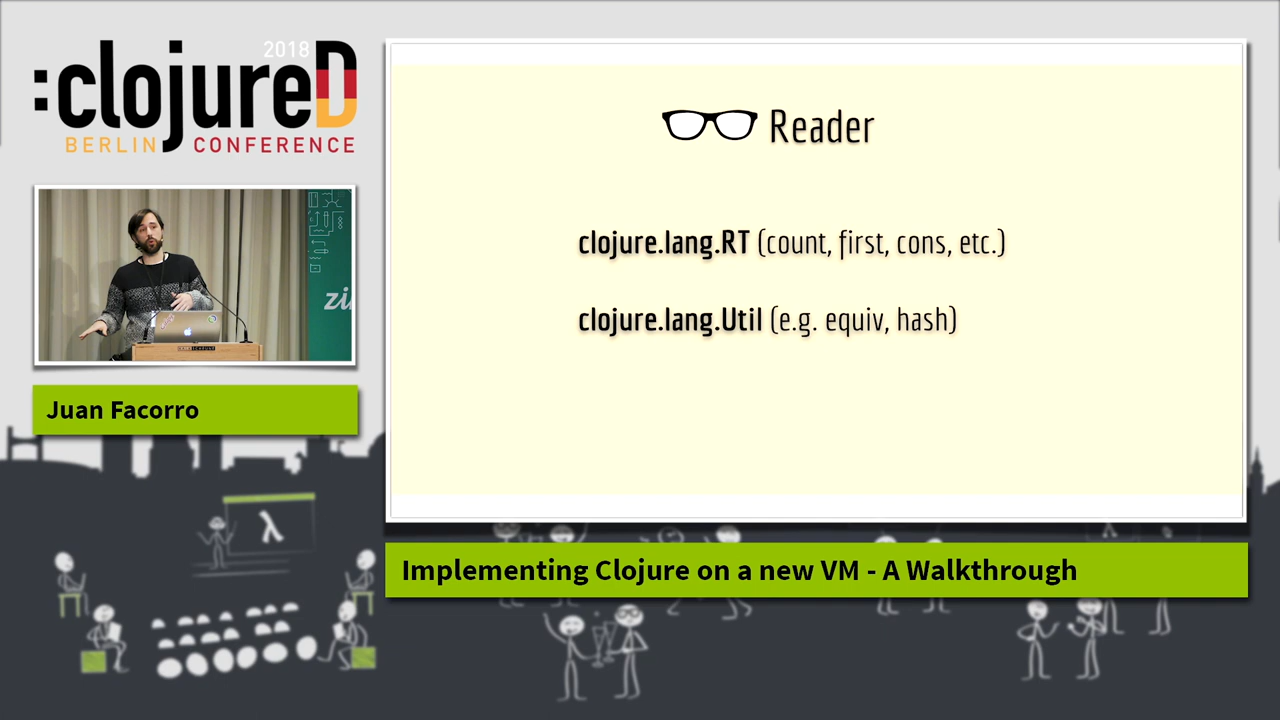 2018
:clojureD
BERLIN CONFERENCE
Juan Facorro
Reader
clojure.lang.RT (count, first, cons, etc.)
clojure.lang.Util (e.g. equiv, hash)
Implementing Clojure on a new VM - A Walkthrough
λ